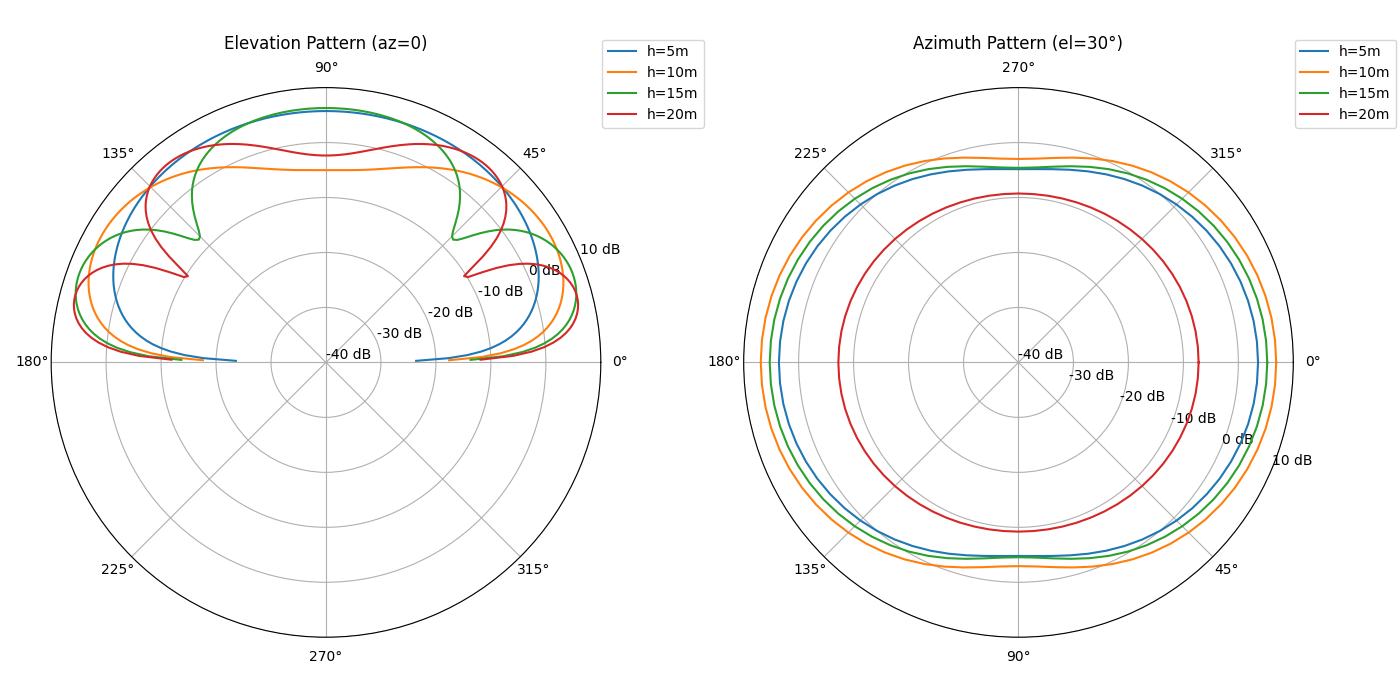 Elevation Pattern (az=0)
90°
135°
45°
180°
0°
225°
315°
270°
10 dB
0 dB
-10 dB
-20 dB
-30 dB
-40 dB
h=5m
h=10m
h=15m
h=20m
Azimuth Pattern (el=30°)
270°
225°
315°
180°
0°
135°
45°
90°
-40 dB
-30 dB
-20 dB
-10 dB
0 dB
10 dB
h=5m
h=10m
h=15m
h=20m